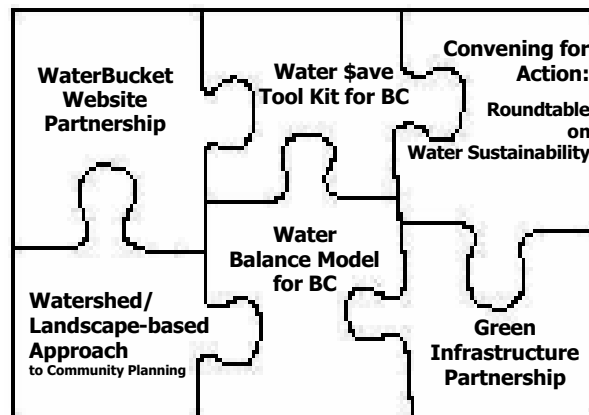 WaterBucket
Website
Partnership
Water $ave
Tool Kit for BC
Convening for
Action:
Roundtable
on
Water Sustainability
Watershed/
Landscape-based
Approach
to Community Planning
Water
Balance Model
for BC
Green
Infrastructure
Partnership